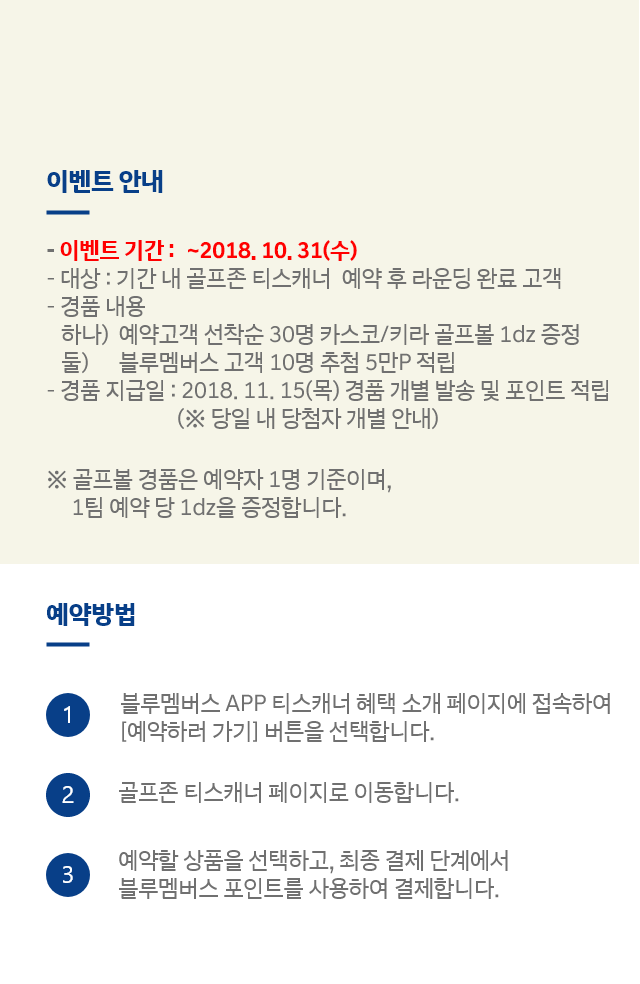 이벤트 안내
- 이벤트 기간 : ~2018. 10. 31(수)
- 대상 : 기간 내 골프존 티스캐너 예약 후 라운딩 완료 고객
- 경품 내용
하나) 예약고객 선착순 30명 카스코/키라 골프볼 1dz 증정
둘) 블루멤버스 고객 10명 추첨 5만P 적립
- 경품 지급일 : 2018. 11. 15(목) 경품 개별 발송 및 포인트 적립
(※ 당일 내 당첨자 개별 안내)
※ 골프볼 경품은 예약자 1명 기준이며,
1팀 예약 당 1dz을 증정합니다.
예약방법
1 블루멤버스 APP 티스캐너 혜택 소개 페이지에 접속하여
[예약하러 가기] 버튼을 선택합니다.
2 골프존 티스캐너 페이지로 이동합니다.
3 예약할 상품을 선택하고, 최종 결제 단계에서
블루멤버스 포인트를 사용하여 결제합니다.